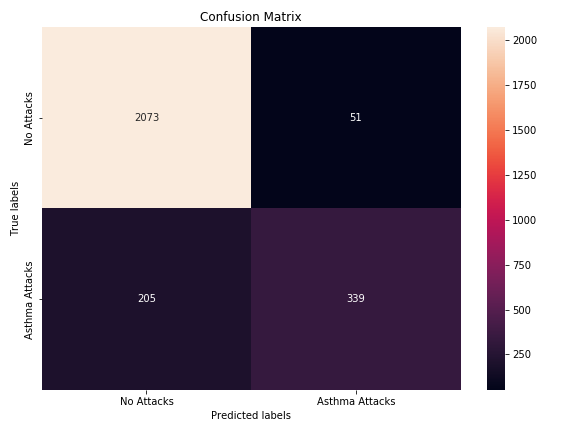 Confusion Matrix
No Attacks
Asthma Attacks
True labels
2073
51
205
339
No Attacks
Asthma Attacks
Predicted labels
2000
1750
1500
1250
1000
750
500
250